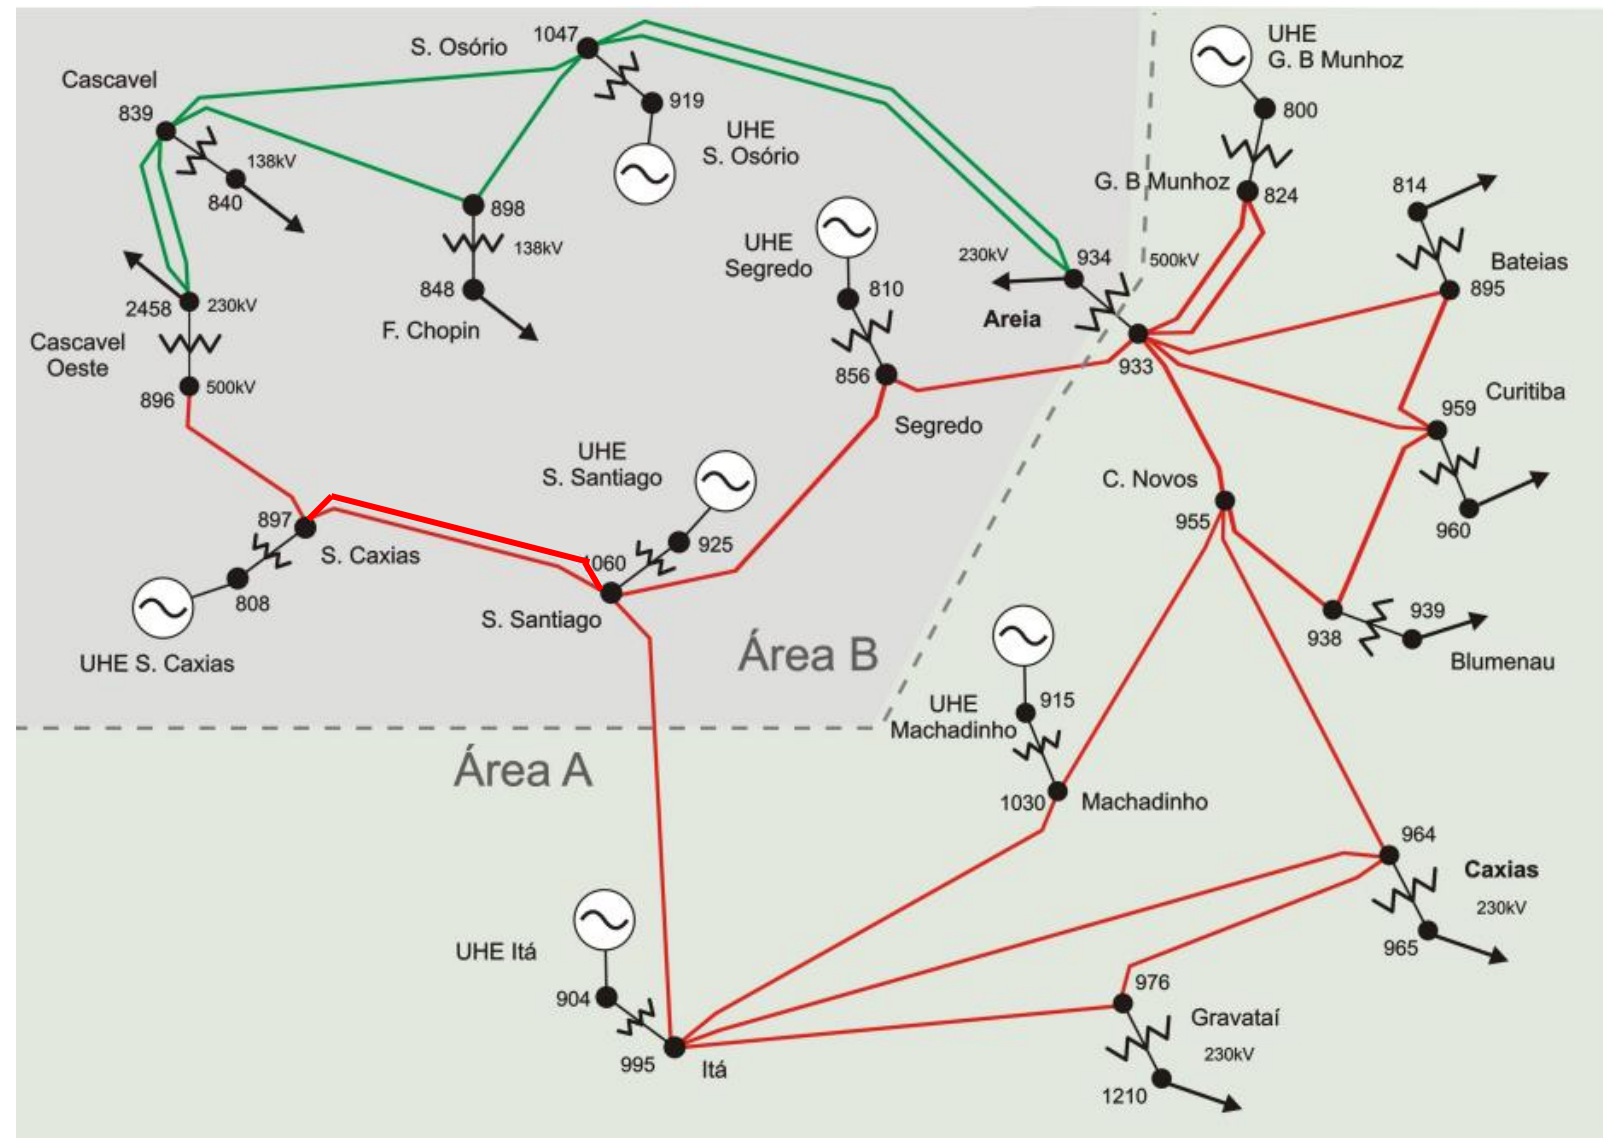 1047
S. Osório
Cascavel
839
919
UHE
S. Osório
138kV
840
898
138kV
848
F. Chopin
2458
230kV
Cascavel
Oeste
896
500kV
UHE
G. B Munhoz
800
G. B Munhoz
824
814
Bateias
895
230kV
934
500kV
Areia
933
UHE
Segredo
810
856
Segredo
Curitiba
959
960
C. Novos
955
UHE
S. Santiago
925
1060
S. Santiago
897
S. Caxias
808
UHE S. Caxias
938
939
Blumenau
Área B
Área A
UHE
Machadinho
915
1030
Machadinho
964
Caxias
230kV
965
UHE Itá
904
995
Itá
976
Gravataí
230kV
1210